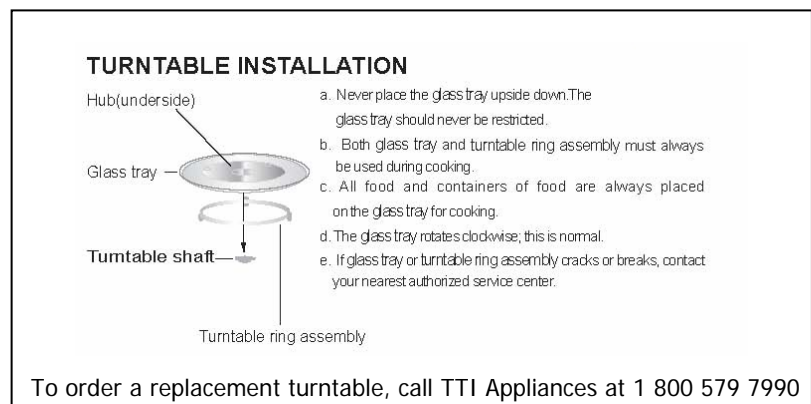 TURNTABLE INSTALLATION
Hub(underside)
Glass tray
Turntable shaft
Turntable ring assembly
a. Never place the glass tray upside down.The
glass tray should never be restricted.
b. Both glass tray and turntable ring assembly must always
be used during cooking.
c. All food and containers of food are always placed
on the glass tray for cooking.
d. The glass tray rotates clockwise; this is normal.
e. If glass tray or turntable ring assembly cracks or breaks, contact
your nearest authorized service center.
To order a replacement turntable, call TTI Appliances at 1 800 579 7990